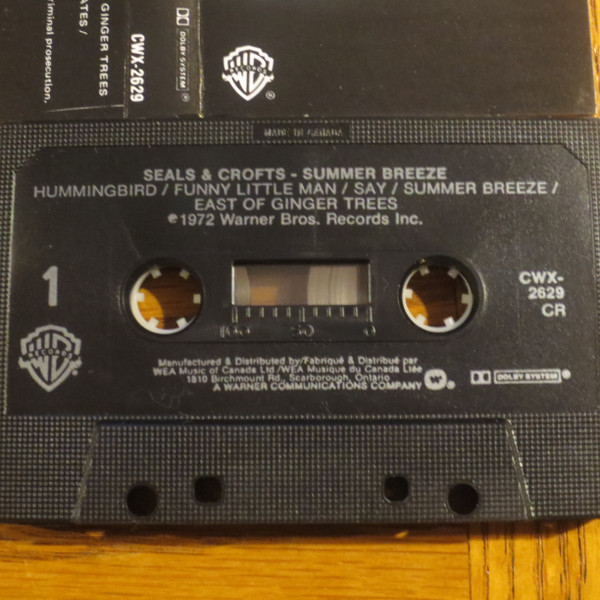 GINGER TREES
ATES /
riminal prosecution.
CWX-2629
DOLBY SYSTEM ®
RECORDS ®
MADE IN CANADA
SEALS & CROFTS - SUMMER BREEZE
HUMMINGBIRD / FUNNY LITTLE MAN / SAY / SUMMER BREEZE /
EAST OF GINGER TREES
℗1972 Warner Bros. Records Inc.
1
CWX-
2629
CR
100 50 0
RECORDS
Manufactured & Distributed by/Fabriqué & Distribué par
WEA Music of Canada Ltd/WEA Musique du Canada Ltée
1810 Birchmount Rd., Scarborough, Ontario
A WARNER COMMUNICATIONS COMPANY ®
DOLBY SYSTEM ®